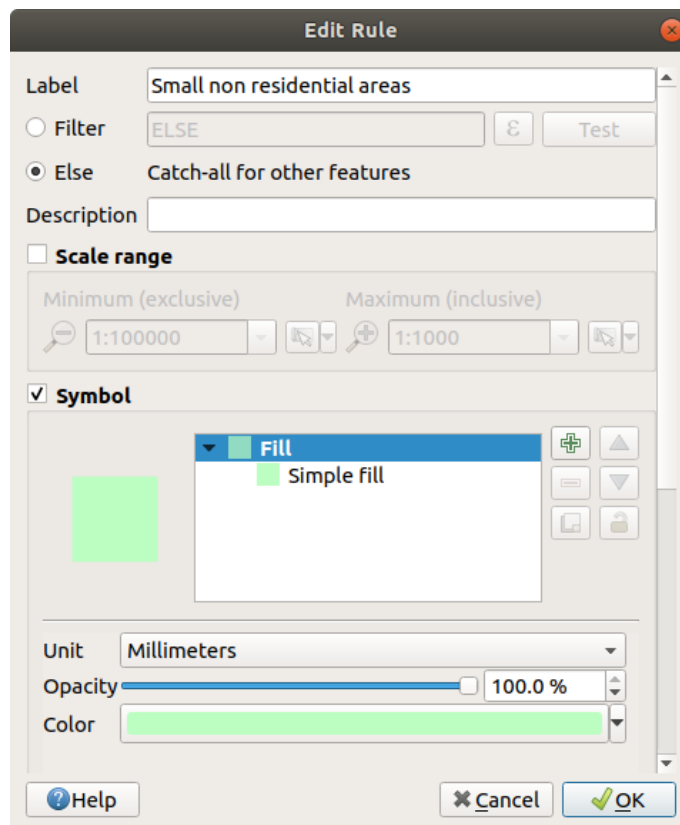 Edit Rule
Label Small non residential areas
Filter ELSE ε Test
Else Catch-all for other features
Description
Scale range
Minimum (exclusive) Maximum (inclusive)
1:100000 1:1000
Symbol
Fill
Simple fill
Unit Millimeters
Opacity 100.0 %
Color
Help Cancel OK